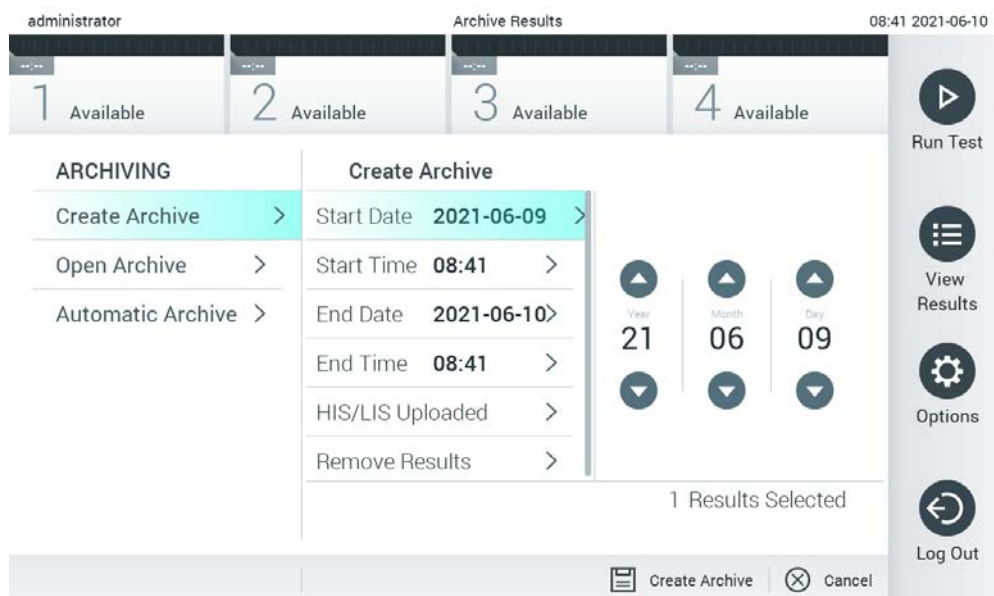 administrator Archive Results 08:41 2021-06-10
--:-- --:-- --:-- --:--
1 Available 2 Available 3 Available 4 Available
Run Test
ARCHIVING
Create Archive
Open Archive
Automatic Archive
Create Archive
Start Date 2021-06-09
Start Time 08:41
End Date 2021-06-10
End Time 08:41
HIS/LIS Uploaded
Remove Results
Year Month Day
21 06 09
1 Results Selected
View
Results
Options
Log Out
Create Archive Cancel